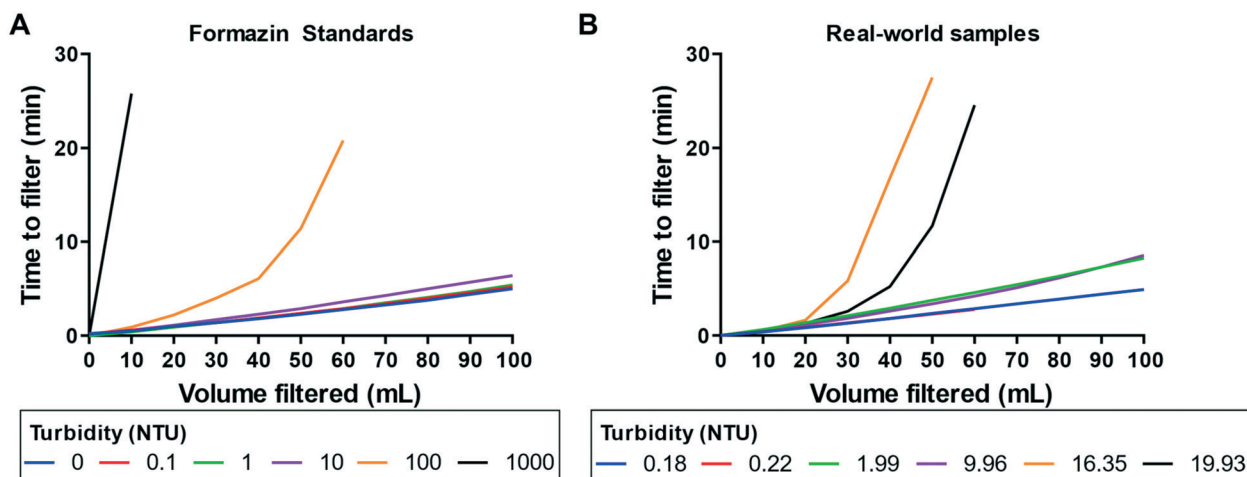 A
Formazin Standards
Time to filter (min)
30
20
10
0
0 10 20 30 40 50 60 70 80 90 100
Volume filtered (mL)
Turbidity (NTU)
0 0.1 1 10 100 1000
B
Real-world samples
Time to filter (min)
30
20
10
0
0 10 20 30 40 50 60 70 80 90 100
Volume filtered (mL)
Turbidity (NTU)
0.18 0.22 1.99 9.96 16.35 19.93